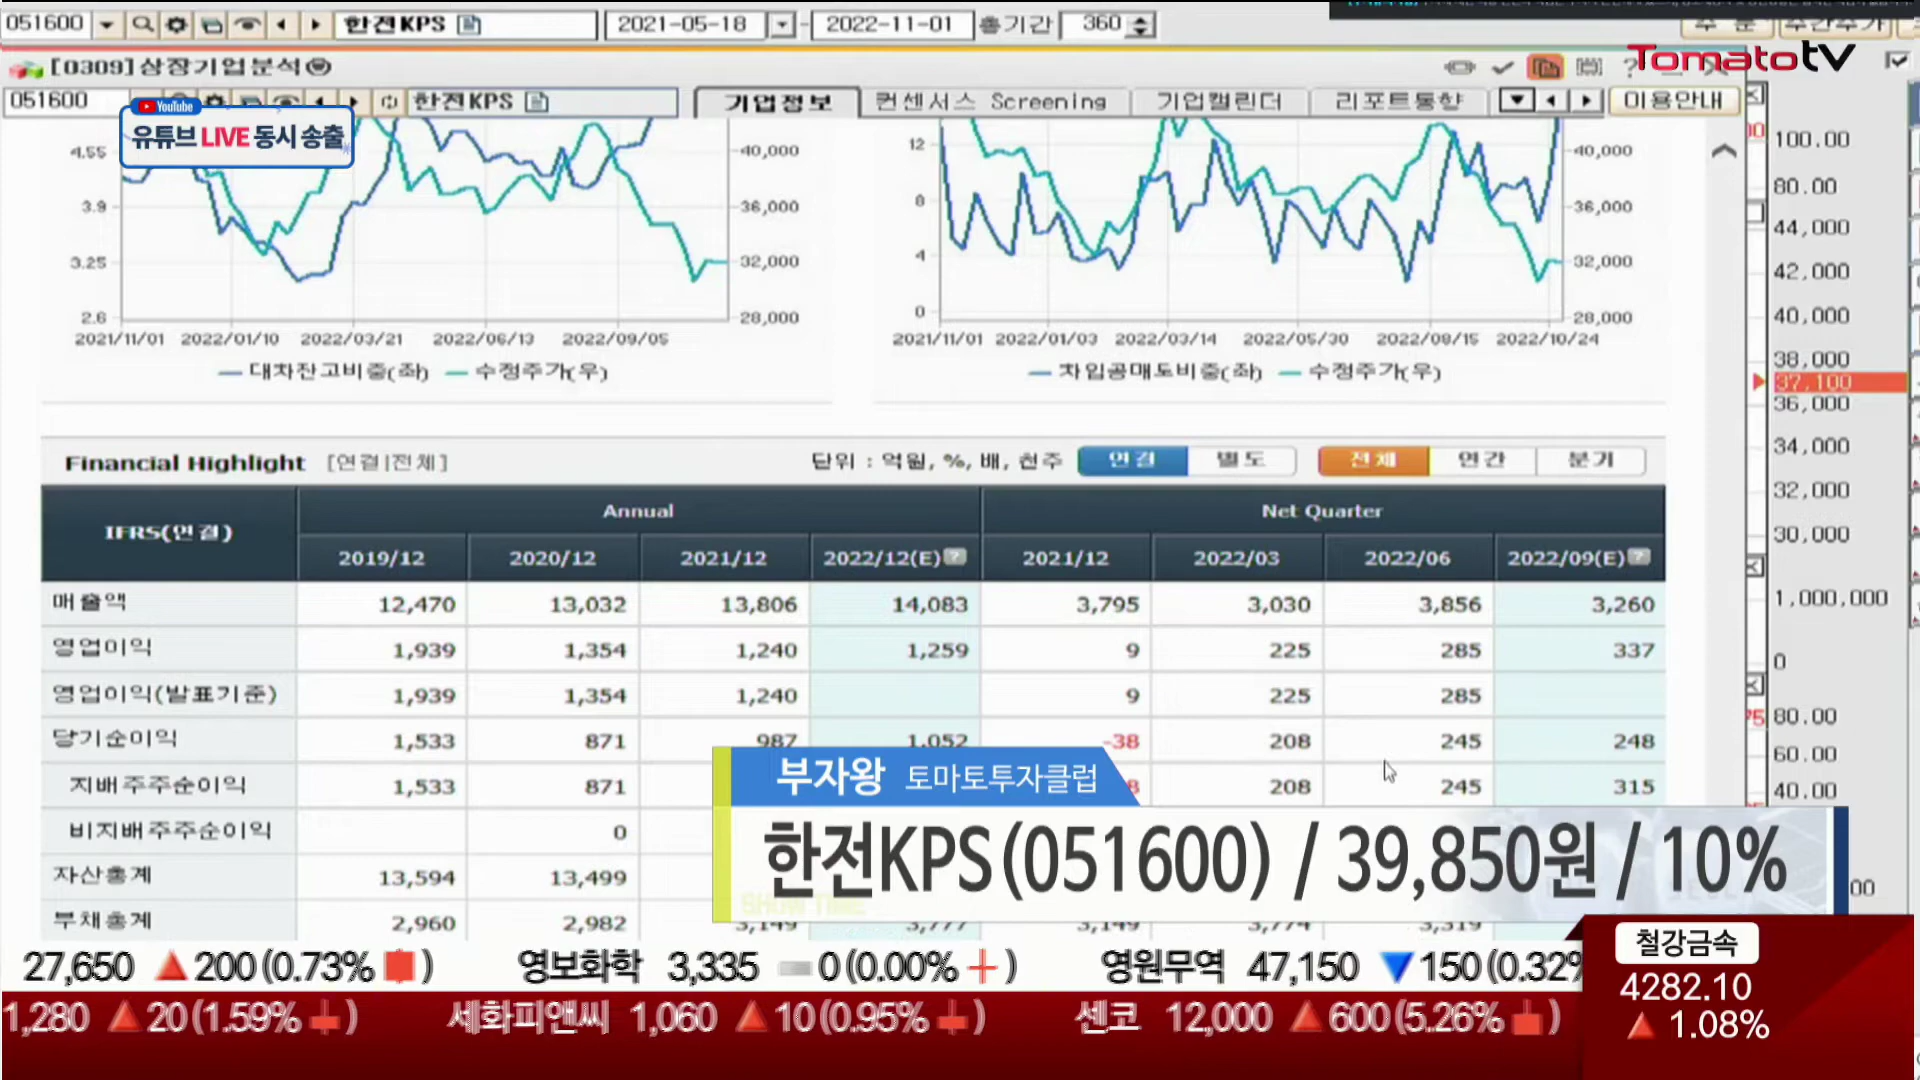 051600 한전KPS 2021-05-18 - 2022-11-01 총기간 360
[0309]상장기업분석
TomatoTV
051600 한전KPS 기업정보 컨센서스 Screening 기업캘린더 리포트동향 이용안내
YouTube
유튜브 LIVE 동시 송출
4.55 40,000 12 40,000
3.9 36,000 8 36,000
3.25 32,000 4 32,000
2.6 28,000 0 28,000
2021/11/01 2022/01/10 2022/03/21 2022/06/13 2022/09/05
2021/11/01 2022/01/03 2022/03/14 2022/05/30 2022/08/15 2022/10/24
대차잔고비중(좌) 수정주가(우)
차입공매도비중(좌) 수정주가(우)
100.00
80.00
44,000
42,000
40,000
38,000
37,100
36,000
34,000
32,000
30,000
1,000,000
0
80.00
60.00
40.00
Financial Highlight [연결|전체] 단위 : 억원, %, 배, 천주 연결 별도 전체 연간 분기
IFRS(연결) Annual Net Quarter
2019/12 2020/12 2021/12 2022/12(E) 2021/12 2022/03 2022/06 2022/09(E)
매출액 12,470 13,032 13,806 14,083 3,795 3,030 3,856 3,260
영업이익 1,939 1,354 1,240 1,259 9 225 285 337
영업이익(발표기준) 1,939 1,354 1,240 9 225 285
당기순이익 1,533 871 987 1,052 -38 208 245 248
지배주주순이익 1,533 871 208 245 315
비지배주주순이익 0
자산총계 13,594 13,499
부채총계 2,960 2,982 3,149 3,777 3,149 3,774 3,319
부자왕 토마토투자클럽
한전KPS(051600) / 39,850원 / 10%
27,650 ▲200(0.73% ) 영보화학 3,335 0(0.00% ) 영원무역 47,150 ▼150(0.32%
1,280 ▲20(1.59% ) 세화피앤씨 1,060 ▲10(0.95% ) 센코 12,000 ▲600(5.26% )
철강금속
4282.10
▲ 1.08%